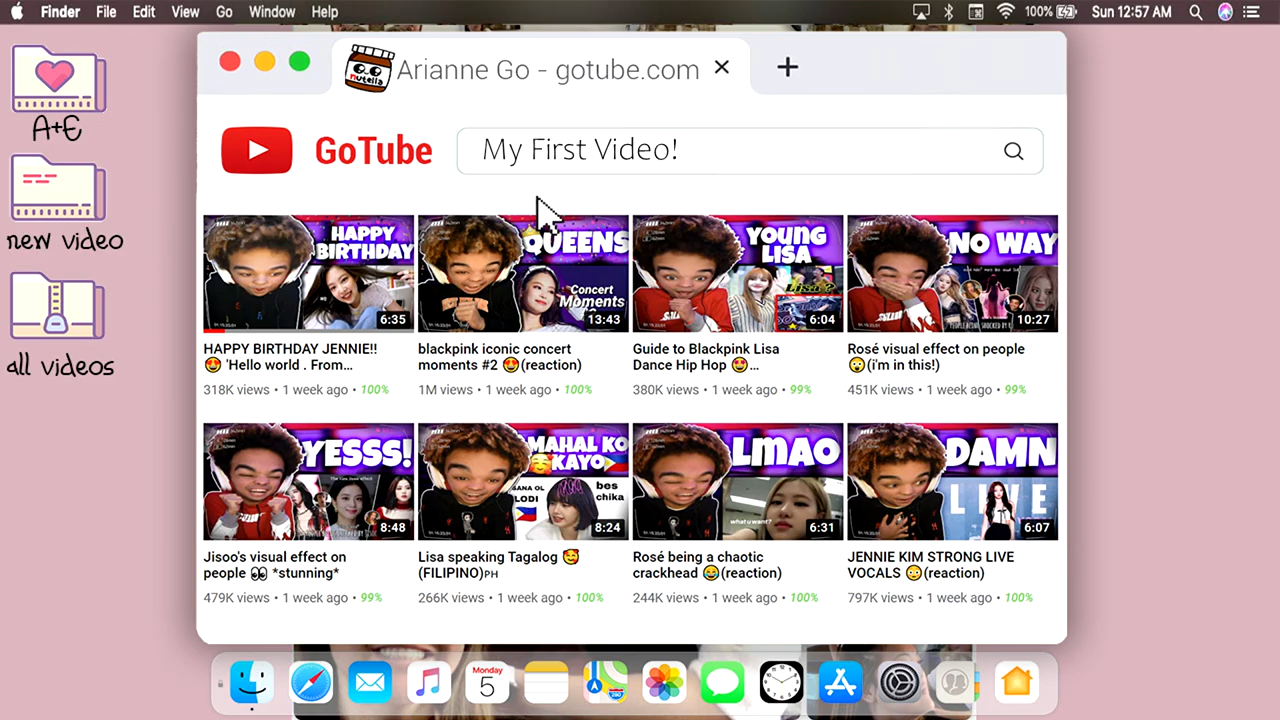 Finder File Edit View Go Window Help 100% Sun 12:57 AM
nutella Arianne Go - gotube.com
GoTube My First Video!
A+E
new video
all videos
HAPPY
BIRTHDAY
6:35
QUEENS
Concert
Moments
13:43
YOUNG
LISA
6:04
NO WAY
10:27
HAPPY BIRTHDAY JENNIE!!
😍 'Hello world . From...
318K views • 1 week ago • 100%
blackpink iconic concert
moments #2 😍(reaction)
1M views • 1 week ago • 100%
Guide to Blackpink Lisa
Dance Hip Hop 🤩...
380K views • 1 week ago • 99%
Rosé visual effect on people
😮(i'm in this!)
451K views • 1 week ago • 99%
YESSS!
8:48
MAHAL KO
KAYO
SANA OL
LODI
bes
chika
8:24
LMAO
what u want?
6:31
DAMN
LIVE
6:07
Jisoo's visual effect on
people 👀 *stunning*
479K views • 1 week ago • 99%
Lisa speaking Tagalog 🥰
(FILIPINO)PH
266K views • 1 week ago • 100%
Rosé being a chaotic
crackhead 😂(reaction)
244K views • 1 week ago • 100%
JENNIE KIM STRONG LIVE
VOCALS 😳(reaction)
797K views • 1 week ago • 100%
Monday
5